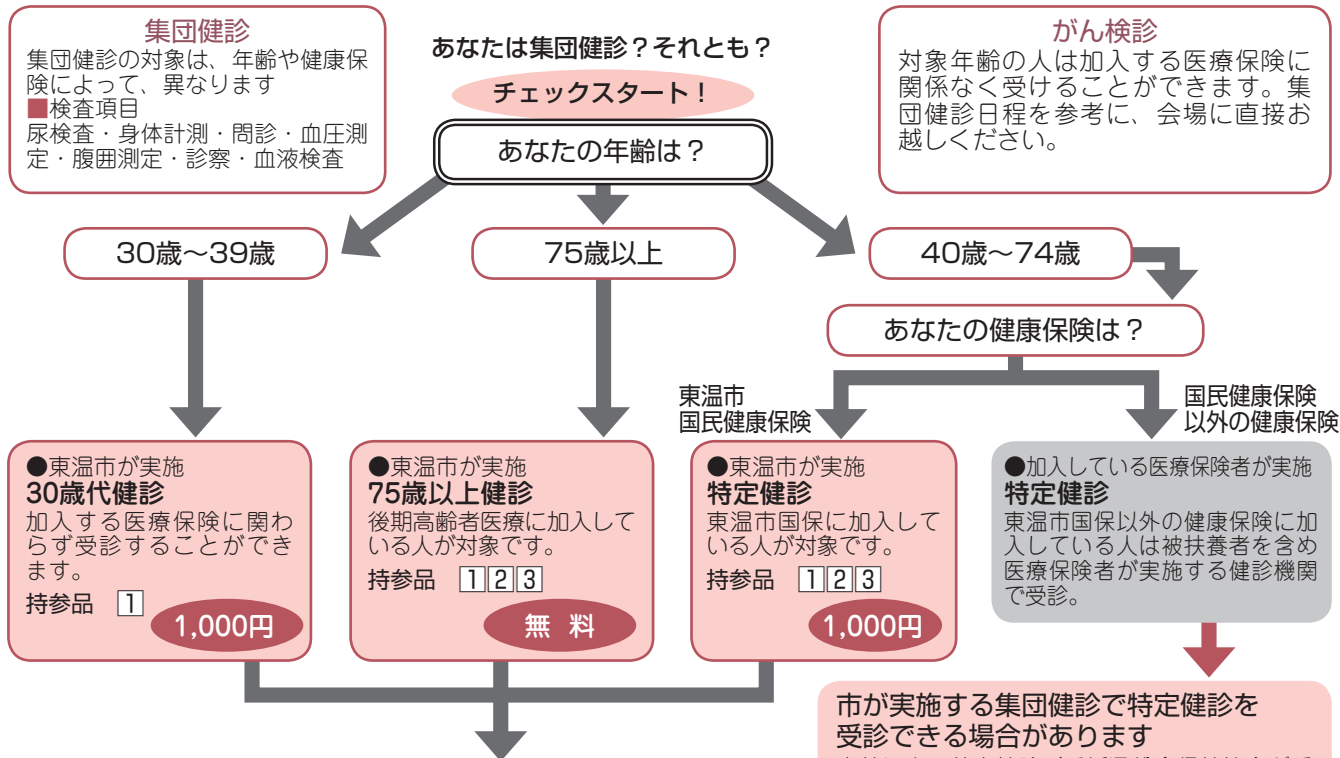 集団健診
集団健診の対象は、年齢や健康保
険によって、異なります
■検査項目
尿検査・身体計測・問診・血圧測
定・腹囲測定・診察・血液検査
あなたは集団健診？それとも？
チェックスタート！
あなたの年齢は？
がん検診
対象年齢の人は加入する医療保険に
関係なく受けることができます。集
団健診日程を参考に、会場に直接お
越しください。
30歳～39歳
75歳以上
40歳～74歳
あなたの健康保険は？
東温市
国民健康保険
国民健康保険
以外の健康保険
●東温市が実施
30歳代健診
加入する医療保険に関わ
らず受診することができ
ます。
持参品 1
1,000円
●東温市が実施
75歳以上健診
後期高齢者医療に加入して
いる人が対象です。
持参品 1 2 3
無 料
●東温市が実施
特定健診
東温市国保に加入して
いる人が対象です。
持参品 1 2 3
1,000円
●加入している医療保険者が実施
特定健診
東温市国保以外の健康保険に加
入している人は被扶養者を含め
医療保険者が実施する健診機関
で受診。
市が実施する集団健診で特定健診を
受診できる場合があります